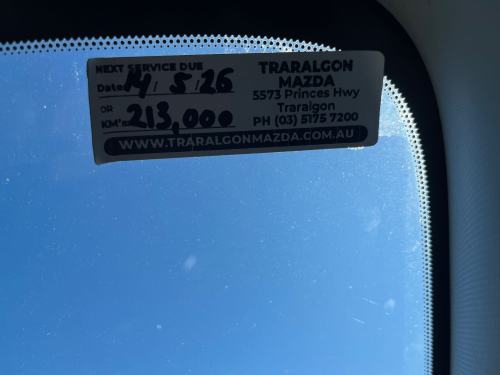 NEXT SERVICE DUE
Date 14 / 5 / 26
OR
KM's 213,000
TRARALGON
MAZDA
5573 Princes Hwy
Traralgon
PH (03) 5175 7200
WWW.TRARALGONMAZDA.COM.AU